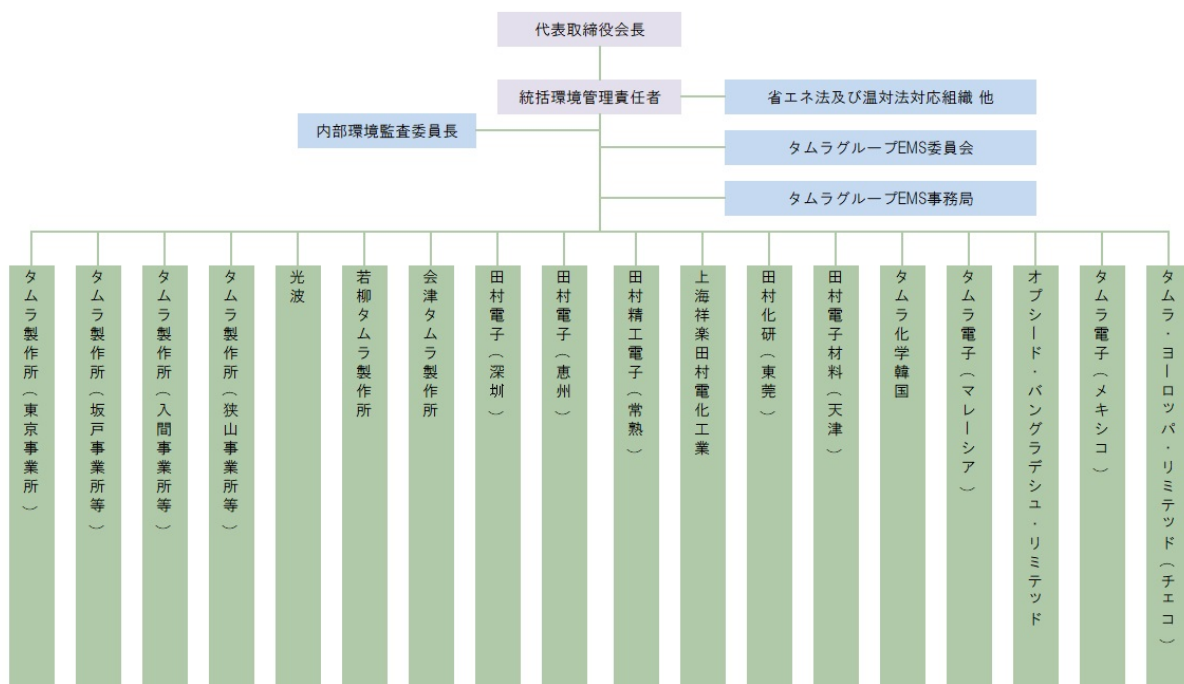 代表取締役会長
統括環境管理責任者
省エネ法及び温対法対応組織 他
内部環境監査委員長
タムラグループEMS委員会
タムラグループEMS事務局
タムラ製作所（東京事業所）
タムラ製作所（坂戸事業所等）
タムラ製作所（入間事業所等）
タムラ製作所（狭山事業所等）
光波
若柳タムラ製作所
会津タムラ製作所
田村電子（深圳）
田村電子（恵州）
田村精工電子（常熟）
上海祥楽田村電化工業
田村化研（東莞）
田村電子材料（天津）
タムラ化学韓国
タムラ電子（マレーシア）
オプシード・バングラデシュ・リミテッド
タムラ電子（メキシコ）
タムラ・ヨーロッパ・リミテッド（チェコ）